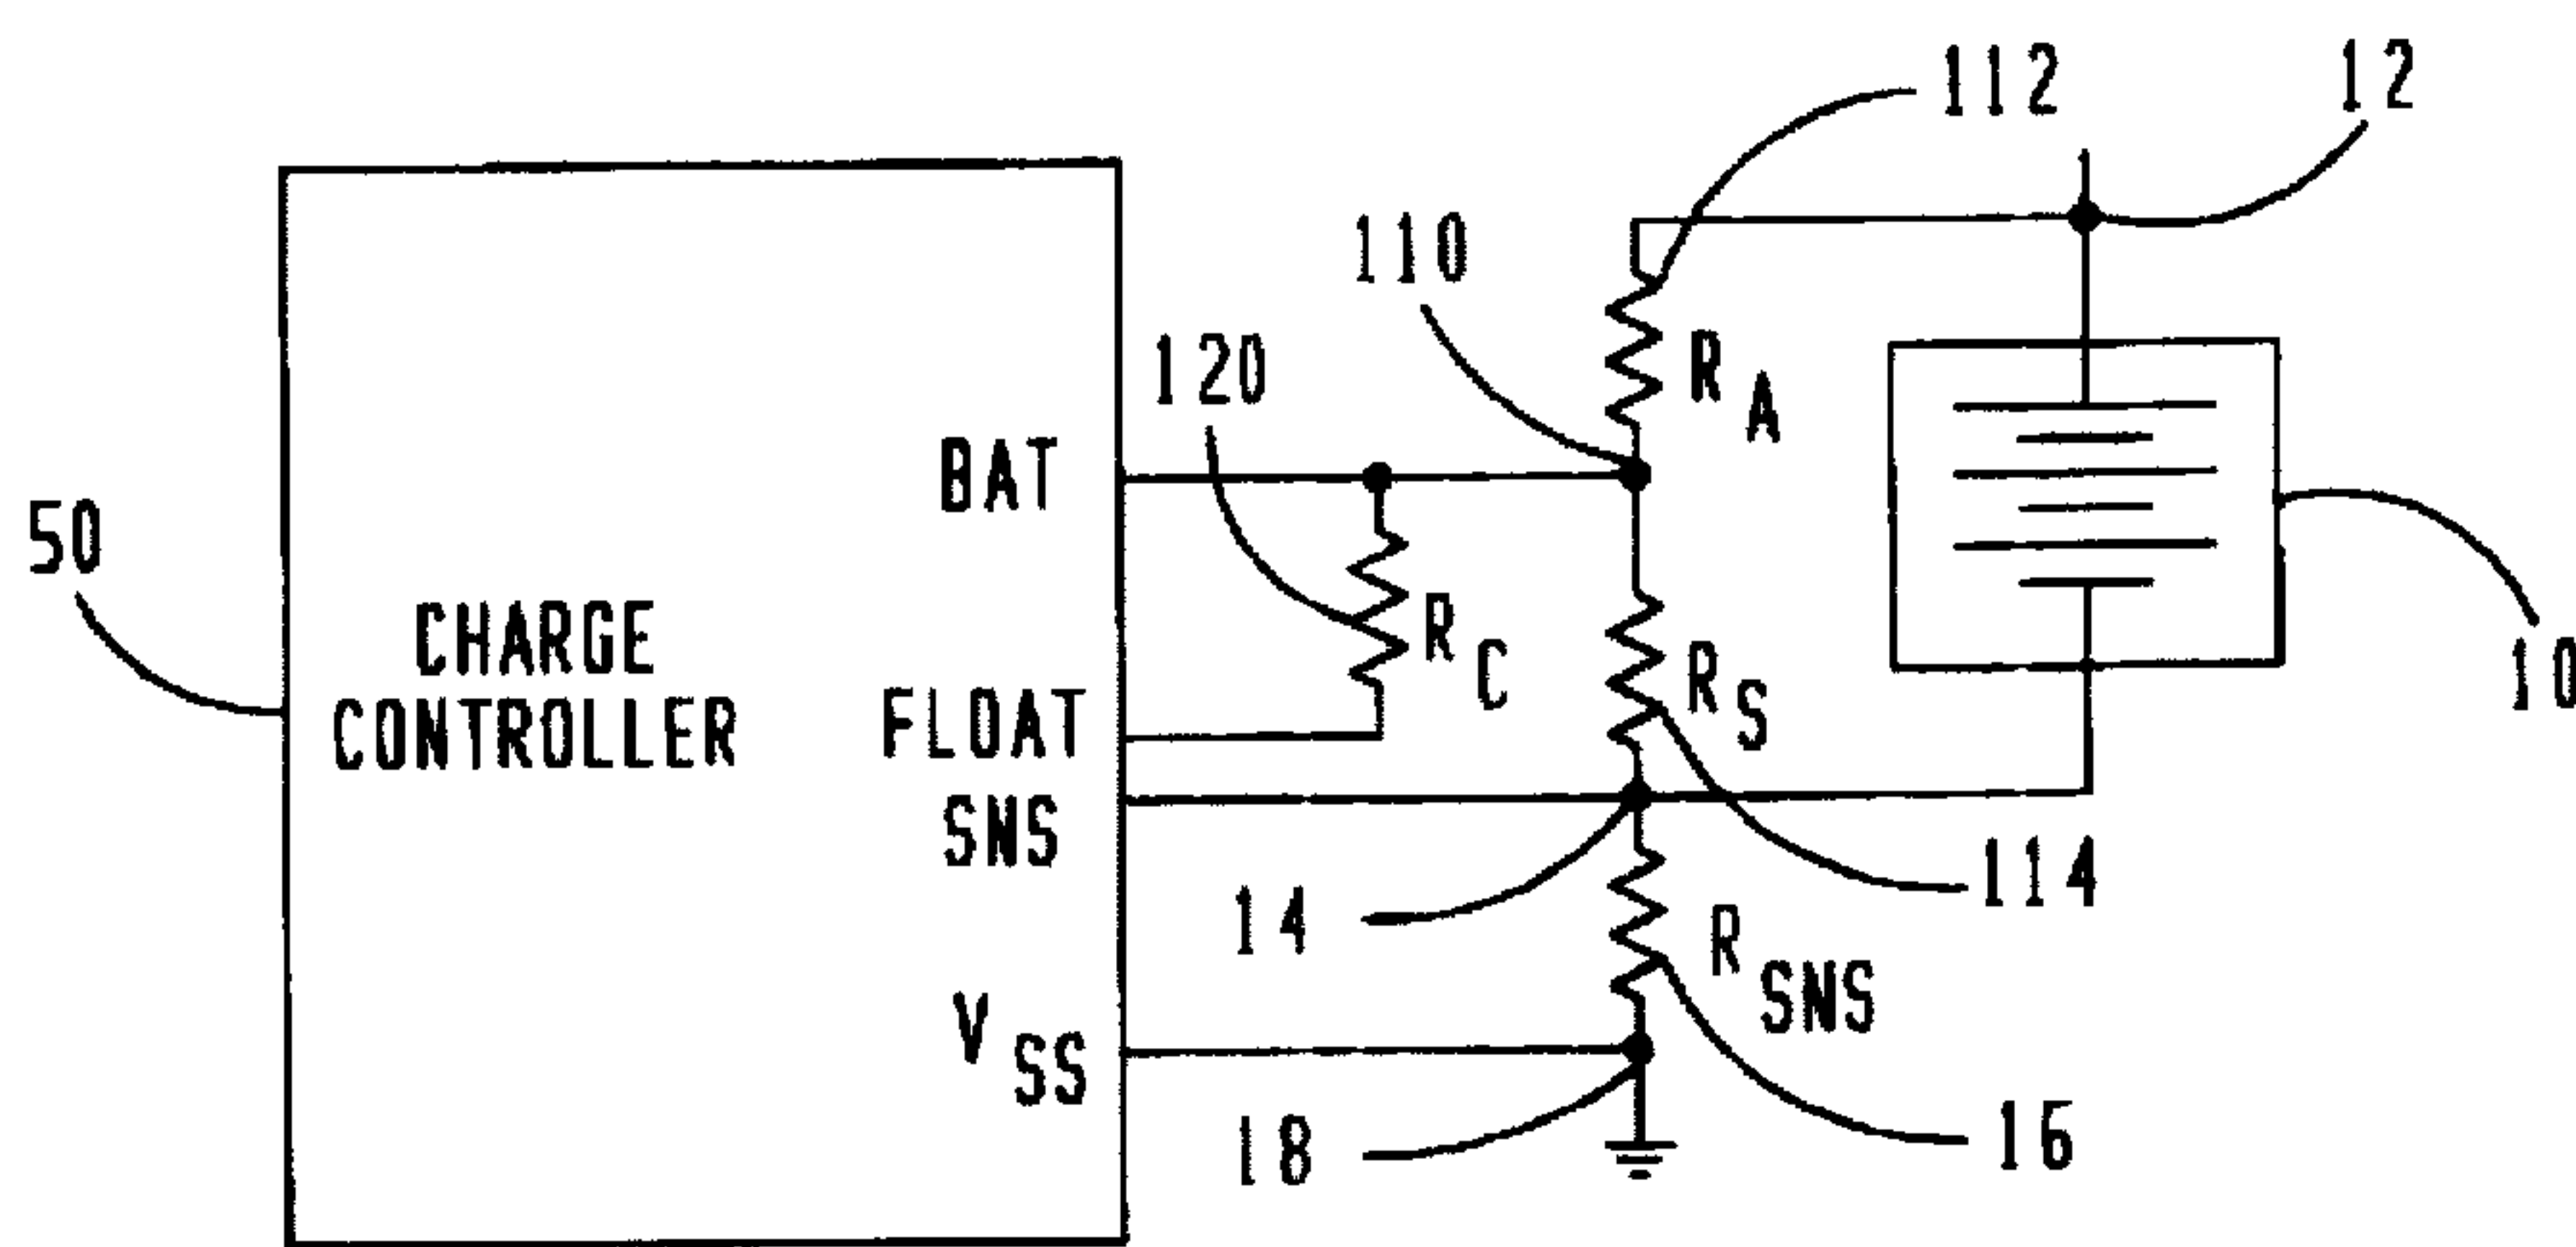 112
12
110
R A
120
BAT
50
R C
CHARGE
CONTROLLER
R S
10
FLOAT
SNS
114
14
R SNS
V SS
18
16